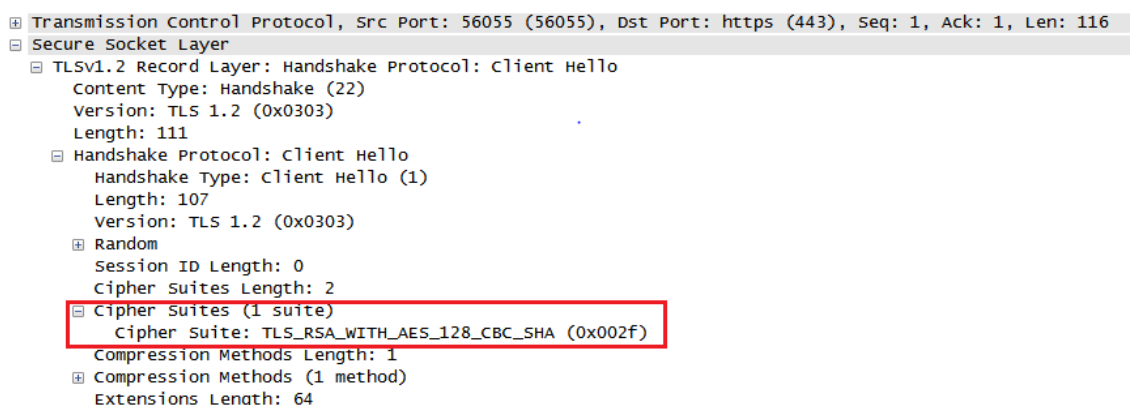 Transmission Control Protocol, Src Port: 56055 (56055), Dst Port: https (443), Seq: 1, Ack: 1, Len: 116
Secure Socket Layer
TLSv1.2 Record Layer: Handshake Protocol: Client Hello
Content Type: Handshake (22)
Version: TLS 1.2 (0x0303)
Length: 111
Handshake Protocol: Client Hello
Handshake Type: Client Hello (1)
Length: 107
Version: TLS 1.2 (0x0303)
Random
Session ID Length: 0
Cipher Suites Length: 2
Cipher Suites (1 suite)
Cipher Suite: TLS_RSA_WITH_AES_128_CBC_SHA (0x002f)
Compression Methods Length: 1
Compression Methods (1 method)
Extensions Length: 64